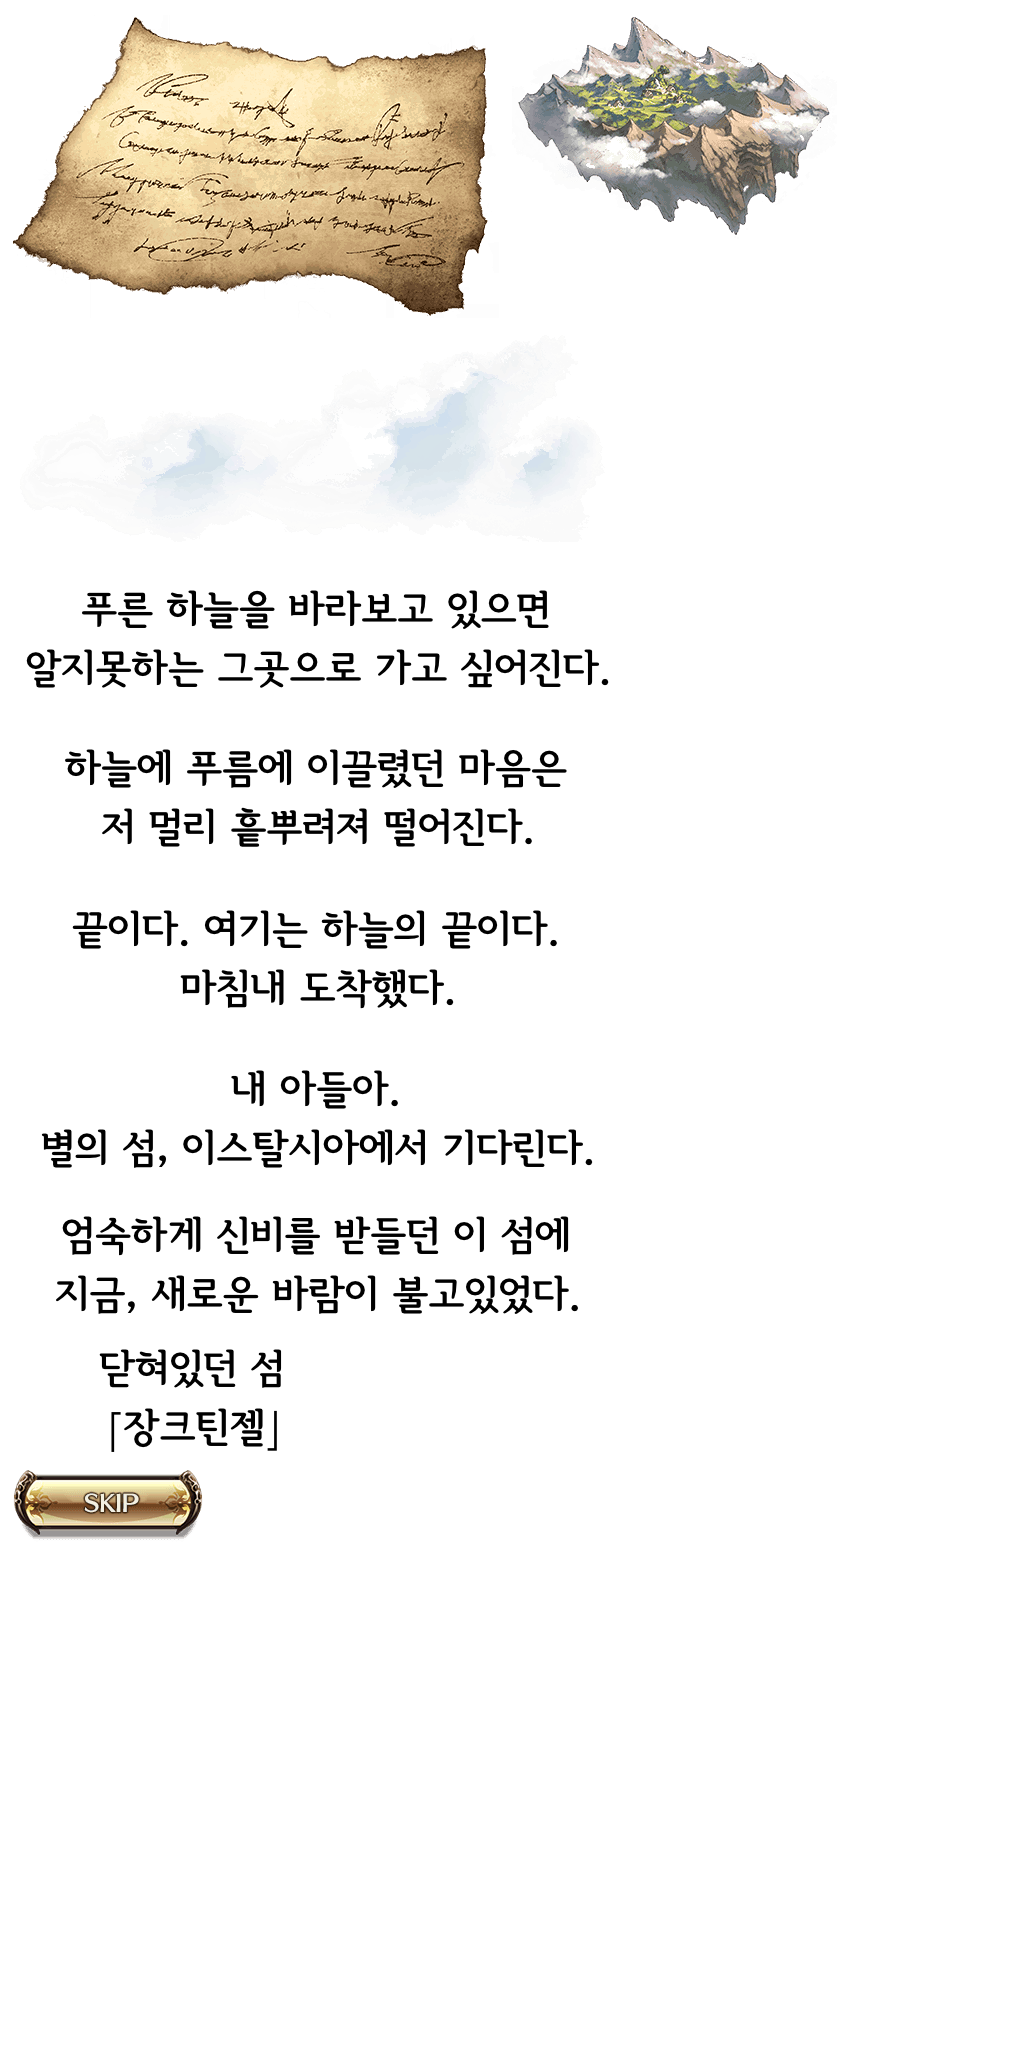 푸른 하늘을 바라보고 있으면
알지못하는 그곳으로 가고 싶어진다.
하늘에 푸름에 이끌렸던 마음은
저 멀리 흩뿌려져 떨어진다.
끝이다. 여기는 하늘의 끝이다.
마침내 도착했다.
내 아들아.
별의 섬, 이스탈시아에서 기다린다.
엄숙하게 신비를 받들던 이 섬에
지금, 새로운 바람이 불고있었다.
닫혀있던 섬
「장크틴젤」
SKIP